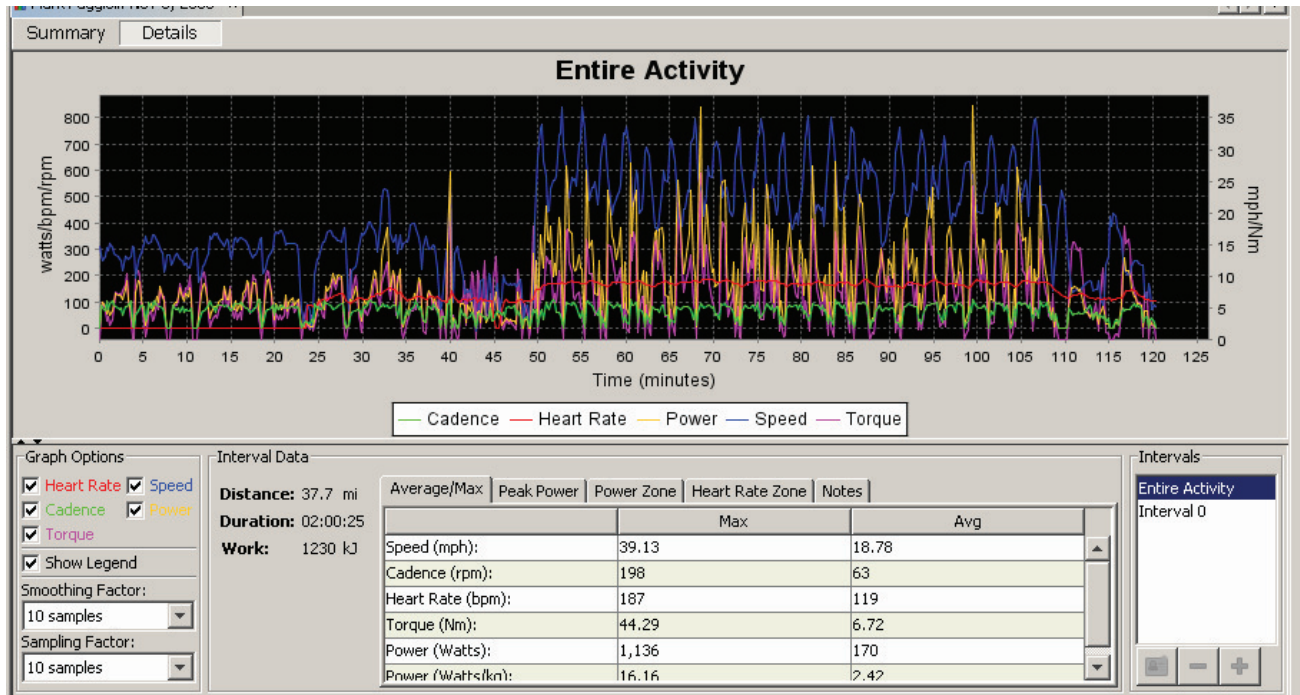 Summary Details
Entire Activity
watts/bpm/rpm
800
700
600
500
400
300
200
100
0
35
30
25
20
15
10
5
0
mph/Nm
0 5 10 15 20 25 30 35 40 45 50 55 60 65 70 75 80 85 90 95 100 105 110 115 120 125
Time (minutes)
Cadence Heart Rate Power Speed Torque
Graph Options
Heart Rate Speed
Cadence Power
Torque
Show Legend
Smoothing Factor:
10 samples
Sampling Factor:
10 samples
Interval Data
Distance: 37.7 mi
Duration: 02:00:25
Work: 1230 kJ
Average/Max Peak Power Power Zone Heart Rate Zone Notes
Max Avg
Speed (mph): 39.13 18.78
Cadence (rpm): 198 63
Heart Rate (bpm): 187 119
Torque (Nm): 44.29 6.72
Power (Watts): 1,136 170
Power (Watts/kg): 16.16 2.42
Intervals
Entire Activity
Interval 0